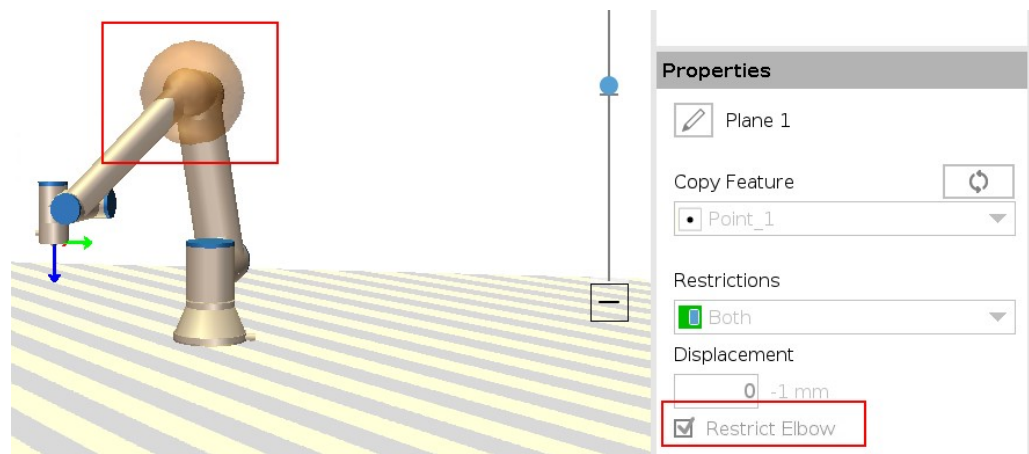 Properties
Plane 1
Copy Feature
Point_1
Restrictions
Both
Displacement
0 -1 mm
Restrict Elbow